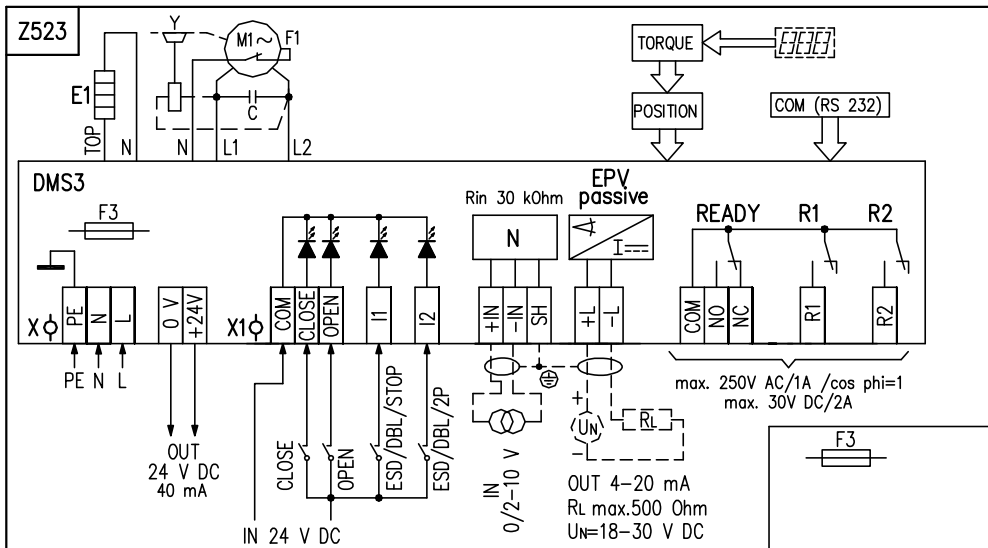 Z523
Y
M1 ~
F1
E1
C
TOP
N
N
L1
L2
TORQUE
POSITION
COM (RS 232)
DMS3
F3
Rin 30 kOhm
N
EPV
passive
I
READY
R1
R2
X
PE
N
L
0 V
+24V
X1
COM
CLOSE
OPEN
I1
I2
+IN
-IN
SH
+L
-L
COM
NO
NC
R1
R2
PE N L
OUT
24 V DC
40 mA
CLOSE
OPEN
ESD/DBL/STOP
ESD/DBL/2P
IN 24 V DC
IN
0/2-10 V
+
UN
-
RL
OUT 4-20 mA
RL max.500 Ohm
UN=18-30 V DC
max. 250V AC/1A /cos phi=1
max. 30V DC/2A
F3